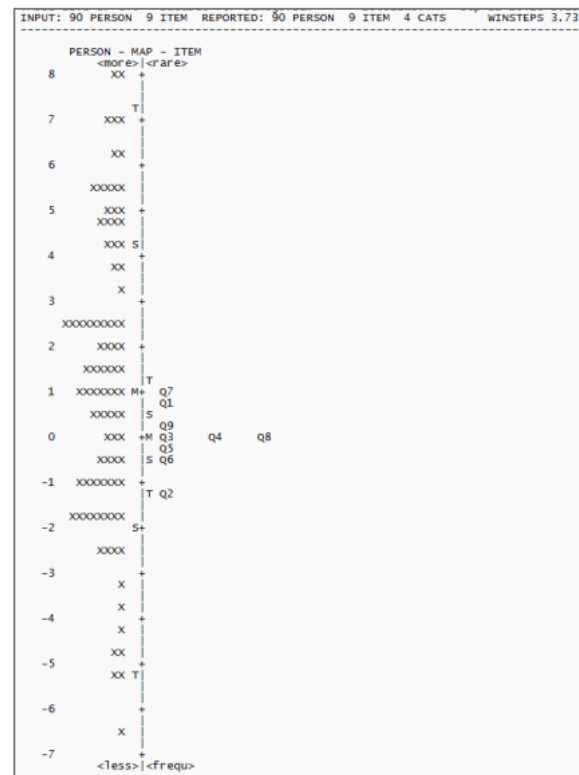 INPUT: 90 PERSON 9 ITEM REPORTED: 90 PERSON 9 ITEM 4 CATS WINSTEPS 3.73
--------------------------------------------------------------------------------
PERSON - MAP - ITEM
<more>|<rare>
8 XX +
|
|
T|
7 XXX +
|
|
XX |
6 +
|
XXXXX |
|
5 XXX +
XXXX |
|
XXX S|
4 +
XX |
|
X |
3 +
|
XXXXXXXXX |
|
2 XXXX +
|
XXXXXX |
|T
1 XXXXXXX M+ Q7
| Q1
XXXXX |S
| Q9
0 XXX +M Q3 Q4 Q8
| Q5
XXXX |S Q6
|
-1 XXXXXXX +
|T Q2
|
XXXXXXXX |
-2 S+
|
XXXX |
|
-3 +
X |
|
X |
-4 +
X |
|
XX |
-5 +
XX T|
|
|
-6 +
|
X |
|
-7 +
<less>|<frequ>